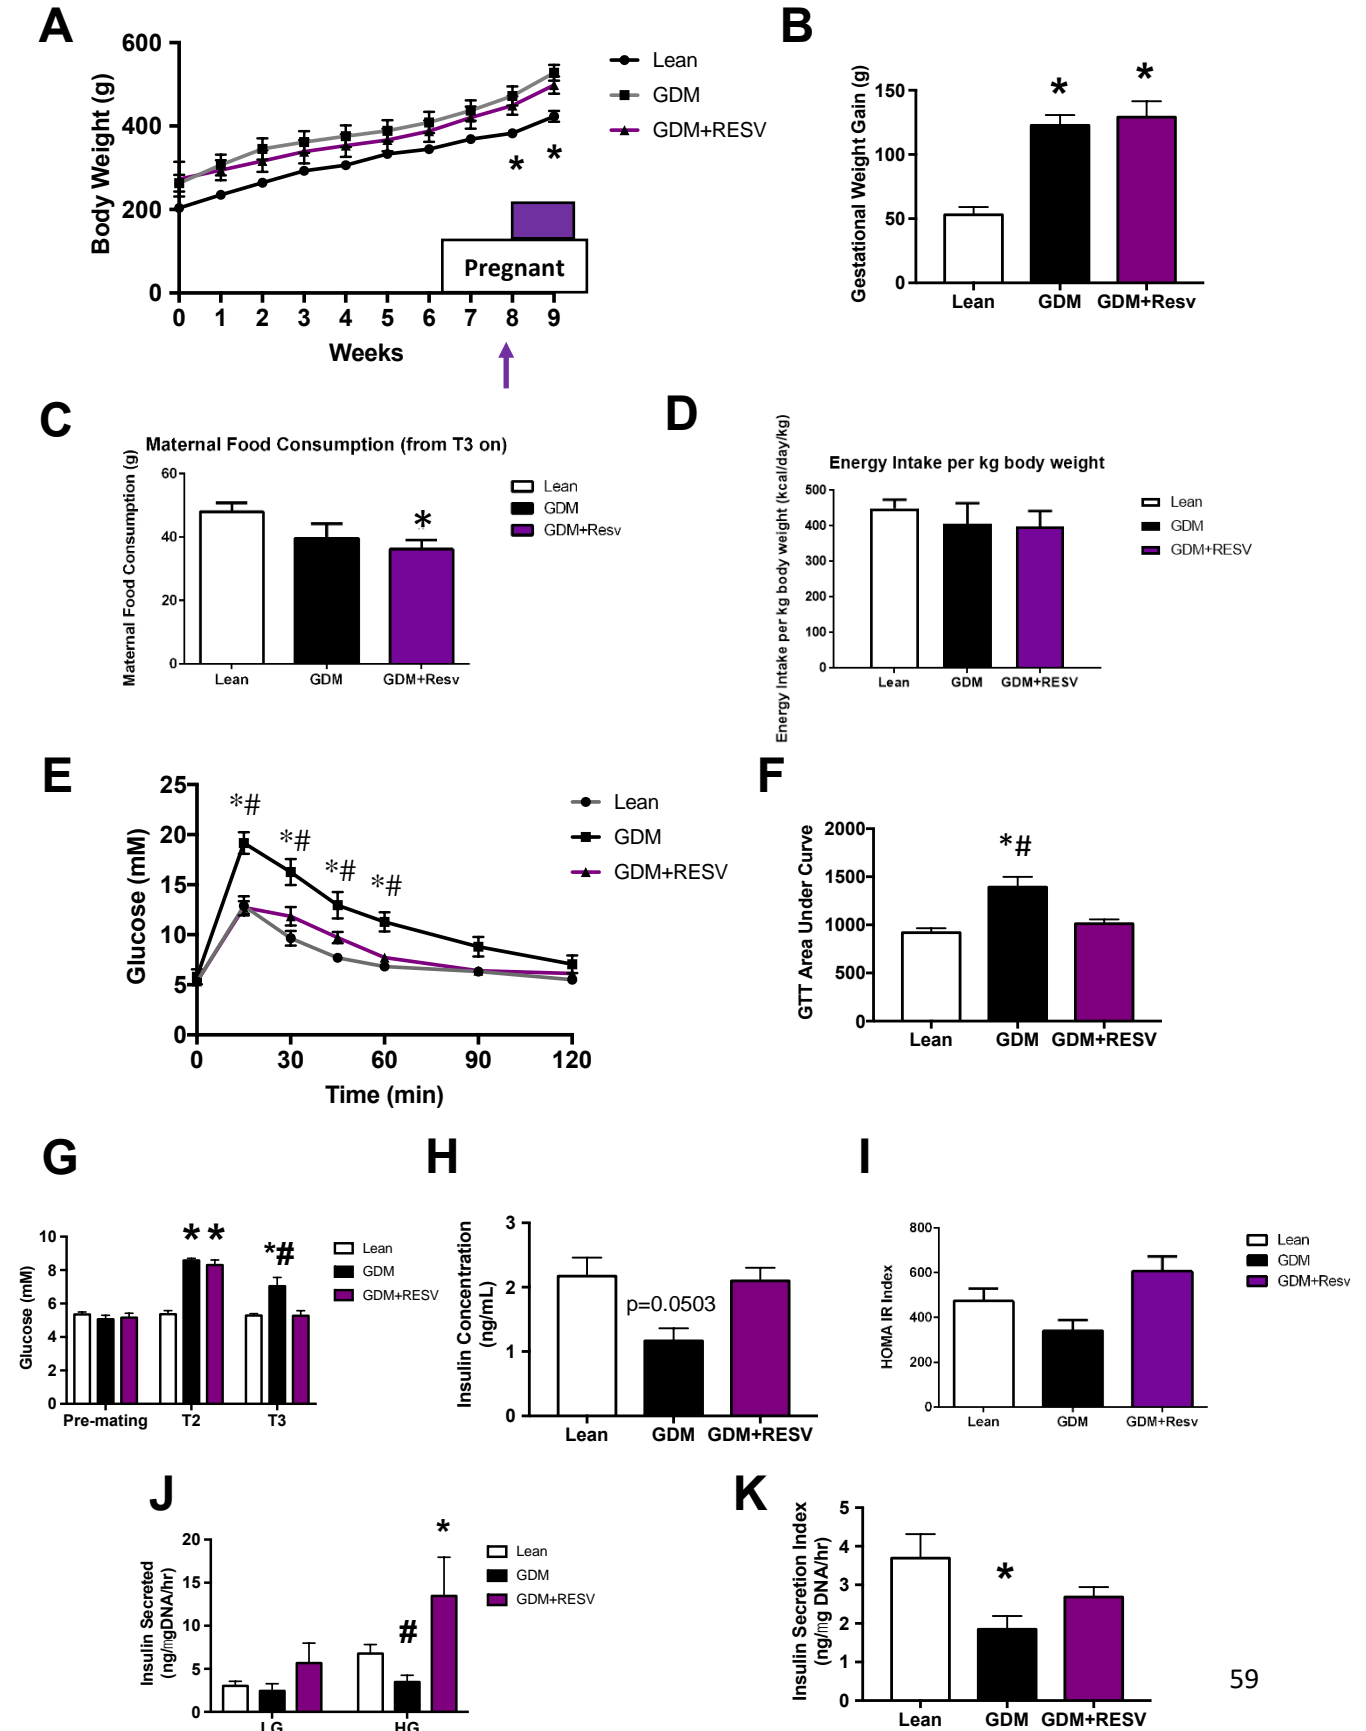 A
600
400
200
0
Body Weight (g)
Lean
GDM
GDM+RESV
*
*
Pregnant
0 1 2 3 4 5 6 7 8 9
Weeks
B
Gestational Weight Gain (g)
150
100
50
0
*
*
Lean GDM GDM+Resv
C
Maternal Food Consumption (from T3 on)
Maternal Food Consumption (g)
60
40
20
0
*
Lean GDM GDM+Resv
Lean
GDM
GDM+Resv
D
Energy Intake per kg body weight
Energy Intake per kg body weight (kcal/day/kg)
500
400
300
200
100
0
Lean GDM GDM+RESV
Lean
GDM
GDM+RESV
E
Glucose (mM)
25
20
15
10
5
0
*#
*#
*#
*#
Lean
GDM
GDM+RESV
0 30 60 90 120
Time (min)
F
GTT Area Under Curve
2000
1500
1000
500
0
*#
Lean GDM GDM+RESV
G
Glucose (mM)
10
8
6
4
2
0
* *
*#
Pre-mating T2 T3
Lean
GDM
GDM+RESV
H
Insulin Concentration
(ng/mL)
3
2
1
0
p=0.0503
Lean GDM GDM+RESV
I
HOMA IR Index
800
600
400
200
0
Lean GDM GDM+Resv
Lean
GDM
GDM+Resv
J
Insulin Secreted
(ng/mgDNA/hr)
20
15
10
5
0
#
*
LG HG
Lean
GDM
GDM+RESV
K
Insulin Secretion Index
(ng/mg DNA/hr)
5
4
3
2
1
0
*
Lean GDM GDM+RESV
59